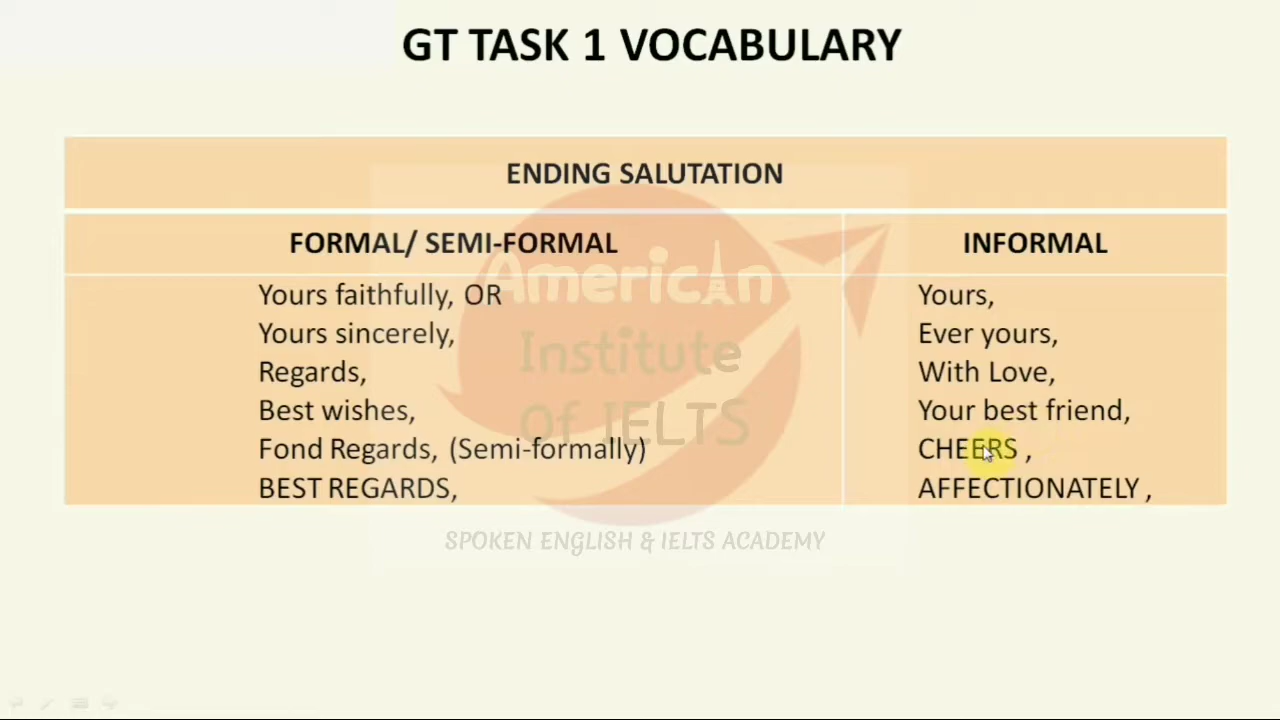 GT TASK 1 VOCABULARY
ENDING SALUTATION
FORMAL/ SEMI-FORMAL
INFORMAL
Yours faithfully, OR
Yours sincerely,
Regards,
Best wishes,
Fond Regards, (Semi-formally)
BEST REGARDS,
Yours,
Ever yours,
With Love,
Your best friend,
CHEERS ,
AFFECTIONATELY ,
American
Institute
Of IELTS
SPOKEN ENGLISH & IELTS ACADEMY